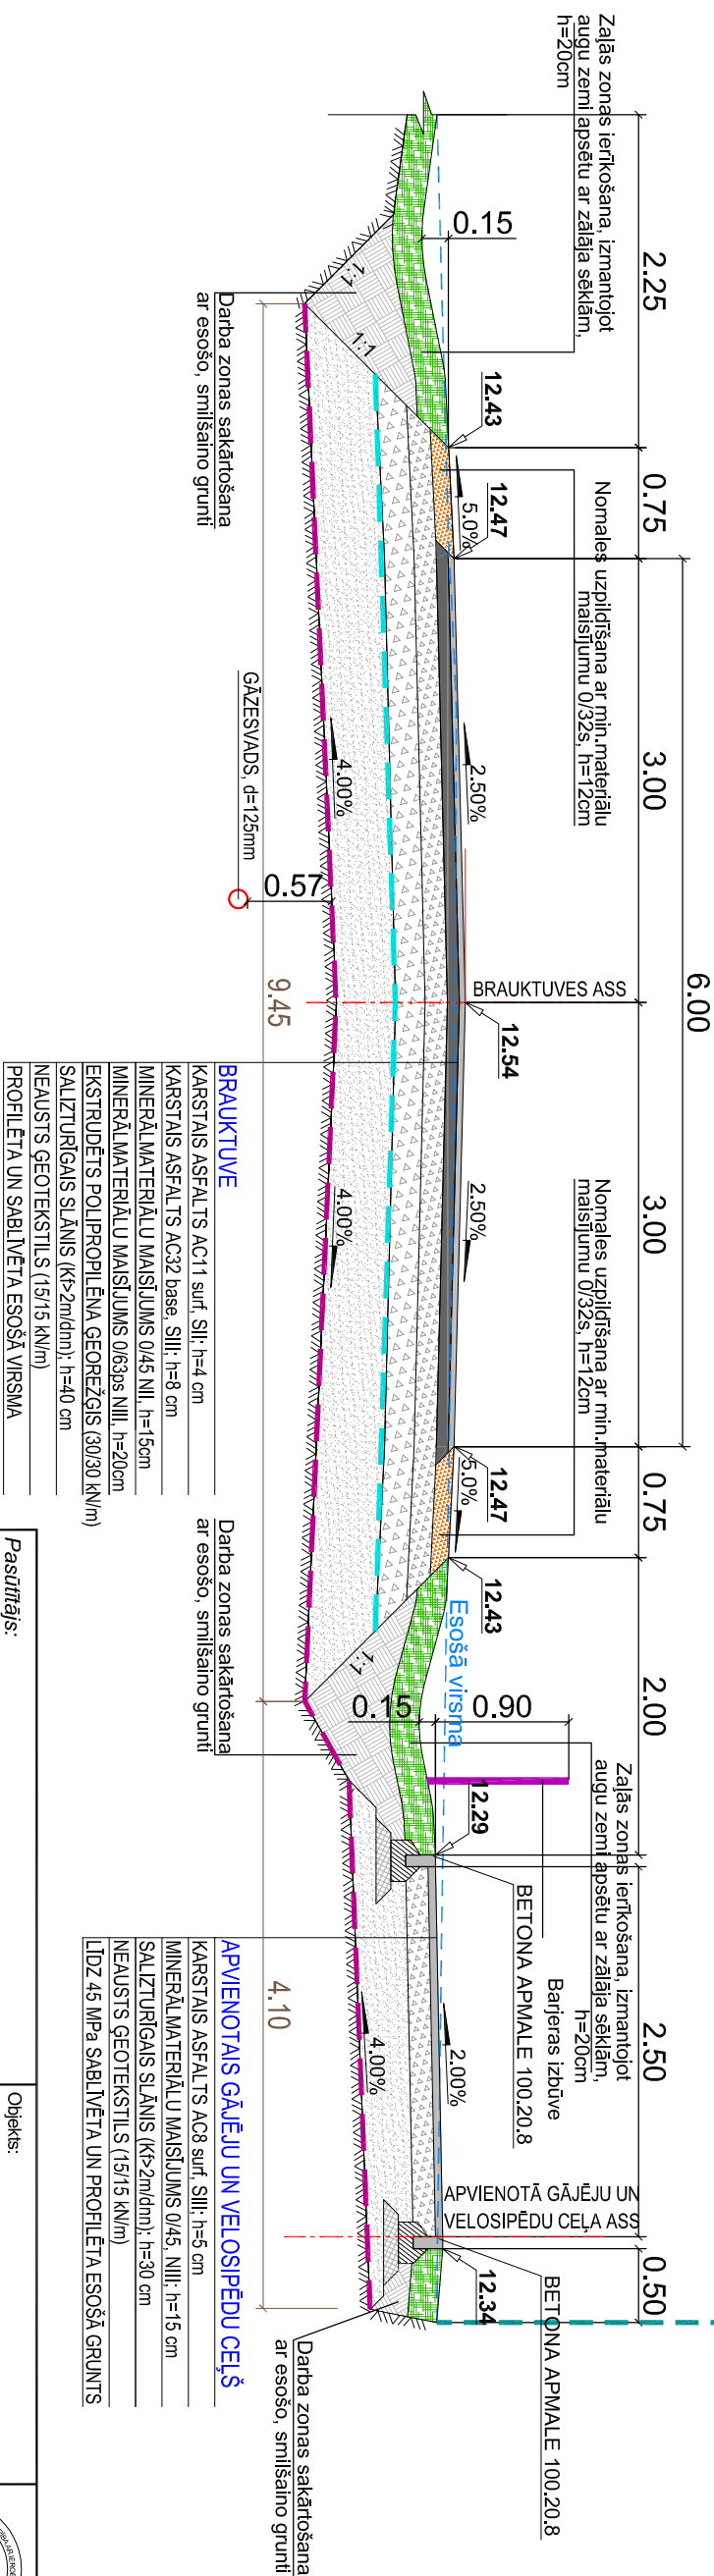 Zaļās zonas ierīkošana, izmantojot
augu zemi apsētu ar zālāja sēklām,
h=20cm
2.25
0.75
3.00
6.00
3.00
0.75
2.00
2.50
0.50
0.15
12.43
12.47
5.0%
Nomales uzpildīšana ar min.materiālu
maisījumu 0/32s, h=12cm
2.50%
BRAUKTUVES ASS
12.54
2.50%
Nomales uzpildīšana ar min.materiālu
maisījumu 0/32s, h=12cm
12.47
5.0%
12.43
Esošā virsma
0.15
0.90
Zaļās zonas ierīkošana, izmantojot
augu zemi apsētu ar zālāja sēklām,
h=20cm
Barjeras izbūve
BETONA APMALE 100.20.8
12.29
2.00%
APVIENOTĀ GĀJĒJU UN
VELOSIPĒDU CEĻA ASS
BETONA APMALE 100.20.8
12.34
1:1
1:1
1:1
Darba zonas sakārtošana
ar esošo, smilšaino grunti
4.00%
GĀZESVADS, d=125mm
0.57
9.45
4.00%
Darba zonas sakārtošana
ar esošo, smilšaino grunti
4.10
4.00%
Darba zonas sakārtošana
ar esošo, smilšaino grunti
BRAUKTUVE
KARSTAIS ASFALTS AC11 surf, SII; h=4 cm
KARSTAIS ASFALTS AC32 base, SIII; h=8 cm
MINERĀLMATERIĀLU MAISĪJUMS 0/45 NII, h=15cm
MINERĀLMATERIĀLU MAISĪJUMS 0/63ps NIII, h=20cm
EKSTRUDĒTS POLIPROPILĒNA ĢEOREŽĢIS (30/30 kN/m)
SALIZTURĪGAIS SLĀNIS (Kf>2m/dnn); h=40 cm
NEAUSTS ĢEOTEKSTILS (15/15 kN/m)
PROFILĒTA UN SABLĪVĒTA ESOŠĀ VIRSMA
APVIENOTAIS GĀJĒJU UN VELOSIPĒDU CEĻŠ
KARSTAIS ASFALTS AC8 surf, SIII; h=5 cm
MINERĀLMATERIĀLU MAISĪJUMS 0/45, NIII; h=15 cm
SALIZTURĪGAIS SLĀNIS (Kf>2m/dnn); h=30 cm
NEAUSTS ĢEOTEKSTILS (15/15 kN/m)
LĪDZ 45 MPa SABLĪVĒTA UN PROFILĒTA ESOŠĀ GRUNTS
Pasūtītājs:
Objekts: